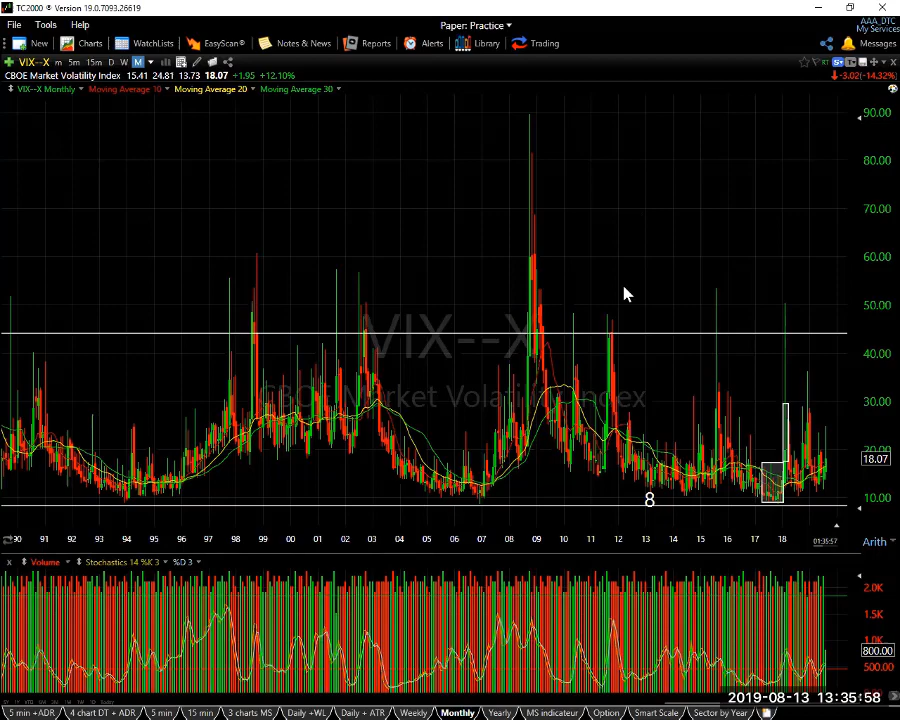 TC2000 ® Version 19.0.7093.26619
File Tools Help Paper: Practice AAA_DTC
My Services
New Charts WatchLists EasyScan® Notes & News Reports Alerts Library Trading Messages
VIX--X m 5m 15m D W M
CBOE Market Volatility Index 15.41 24.81 13.73 18.07 +1.95 +12.10% -3.02(-14.32%)
VIX--X Monthly Moving Average 10 Moving Average 20 Moving Average 30
90.00
80.00
70.00
60.00
50.00
VIX--X
40.00
CBOE Market Volatility Index
30.00
20.00
18.07
10.00
8
90 91 92 93 94 95 96 97 98 99 00 01 02 03 04 05 06 07 08 09 10 11 12 13 14 15 16 17 18 01:35:57 Arith
x Volume Stochastics 14 %K 3 %D 3
2.0K
1.5K
1.0K
800.00
500.00
2019-08-13 13:35:58
5 min +ADR 4 chart DT + ADR 5 min 15 min 3 charts MS Daily +WL Daily + ATR Weekly Monthly Yearly MS indicateur Option Smart Scale Sector by Year